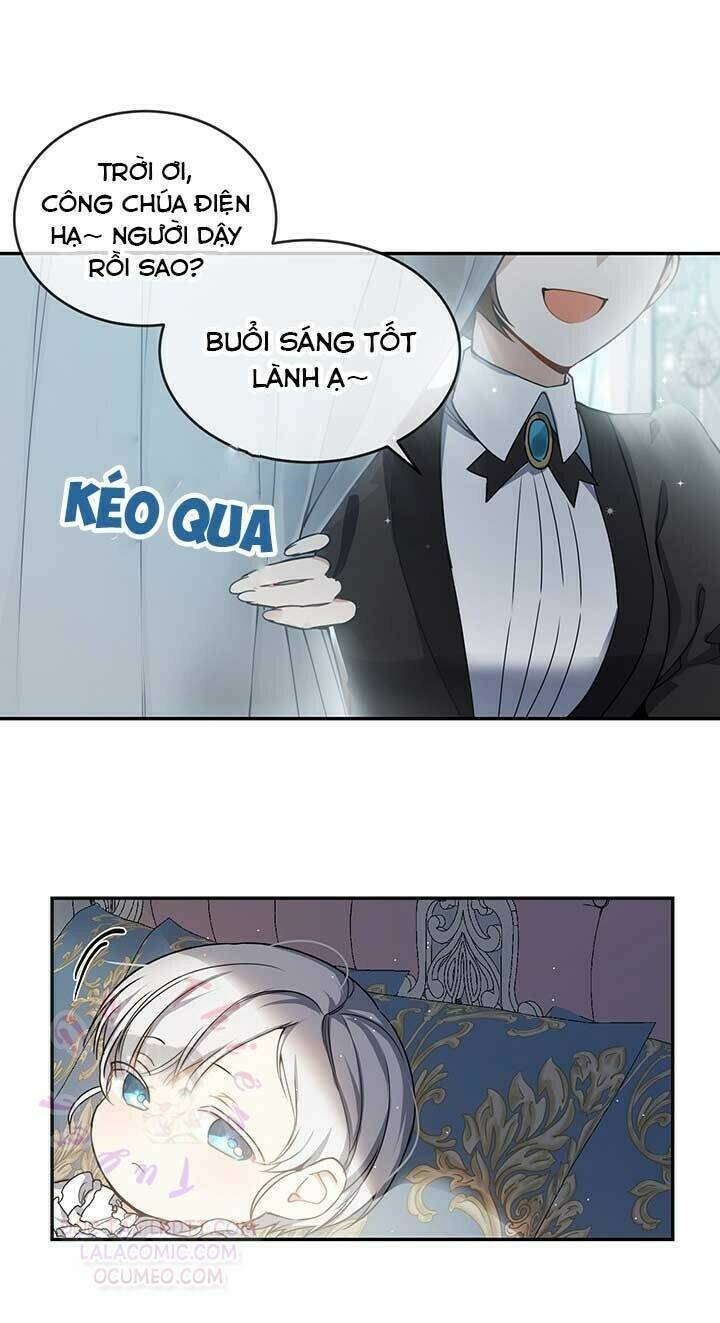 TRỜI ƠI,
CÔNG CHÚA ĐIỆN
HẠ~ NGƯỜI DẬY
RỒI SAO?
BUỔI SÁNG TỐT
LÀNH Ạ~
KÉO QUA
LALACOMIC.COM
OCUMEO.COM